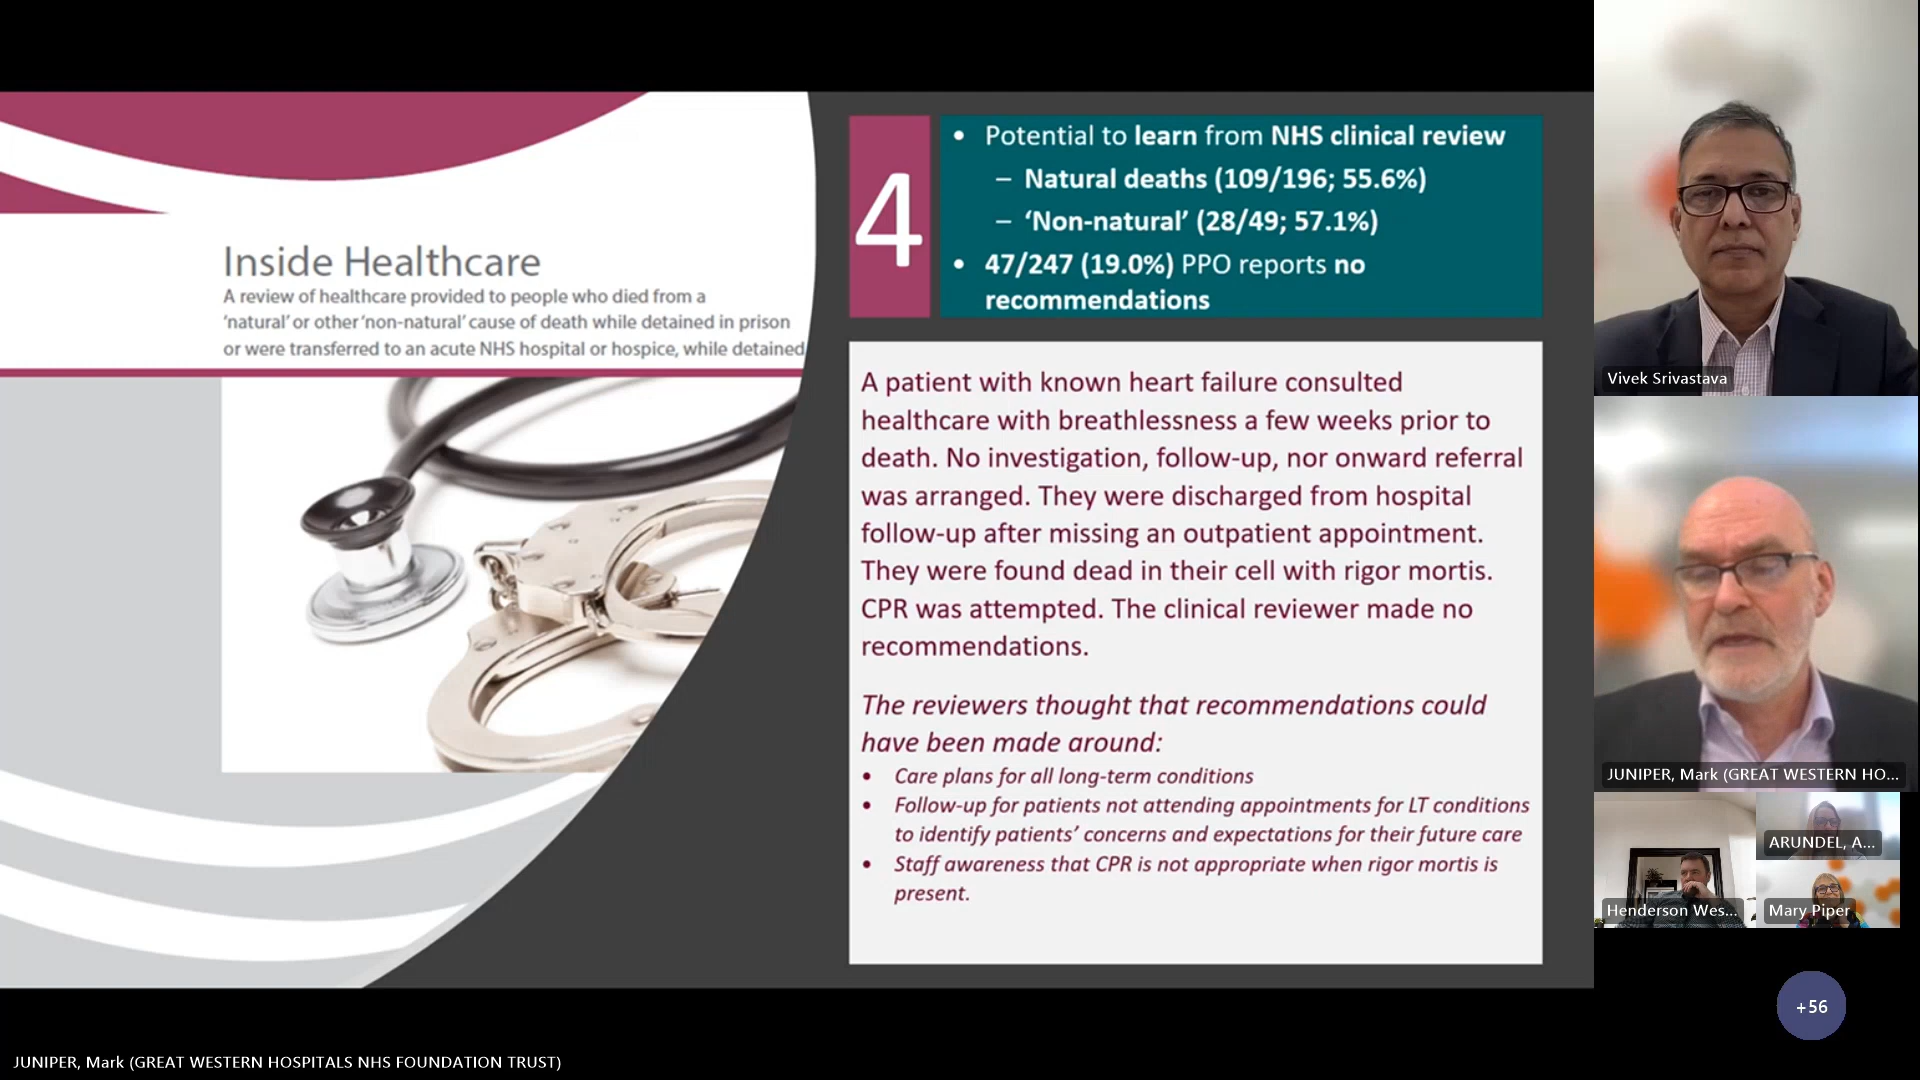 Inside Healthcare
A review of healthcare provided to people who died from a
‘natural’ or other ‘non-natural’ cause of death while detained in prison
or were transferred to an acute NHS hospital or hospice, while detained
4
• Potential to learn from NHS clinical review
– Natural deaths (109/196; 55.6%)
– ‘Non-natural’ (28/49; 57.1%)
• 47/247 (19.0%) PPO reports no
recommendations
A patient with known heart failure consulted
healthcare with breathlessness a few weeks prior to
death. No investigation, follow-up, nor onward referral
was arranged. They were discharged from hospital
follow-up after missing an outpatient appointment.
They were found dead in their cell with rigor mortis.
CPR was attempted. The clinical reviewer made no
recommendations.
The reviewers thought that recommendations could
have been made around:
• Care plans for all long-term conditions
• Follow-up for patients not attending appointments for LT conditions
to identify patients’ concerns and expectations for their future care
• Staff awareness that CPR is not appropriate when rigor mortis is
present.
Vivek Srivastava
JUNIPER, Mark (GREAT WESTERN HO...
ARUNDEL, A...
Henderson Wes...
Mary Piper
+56
JUNIPER, Mark (GREAT WESTERN HOSPITALS NHS FOUNDATION TRUST)